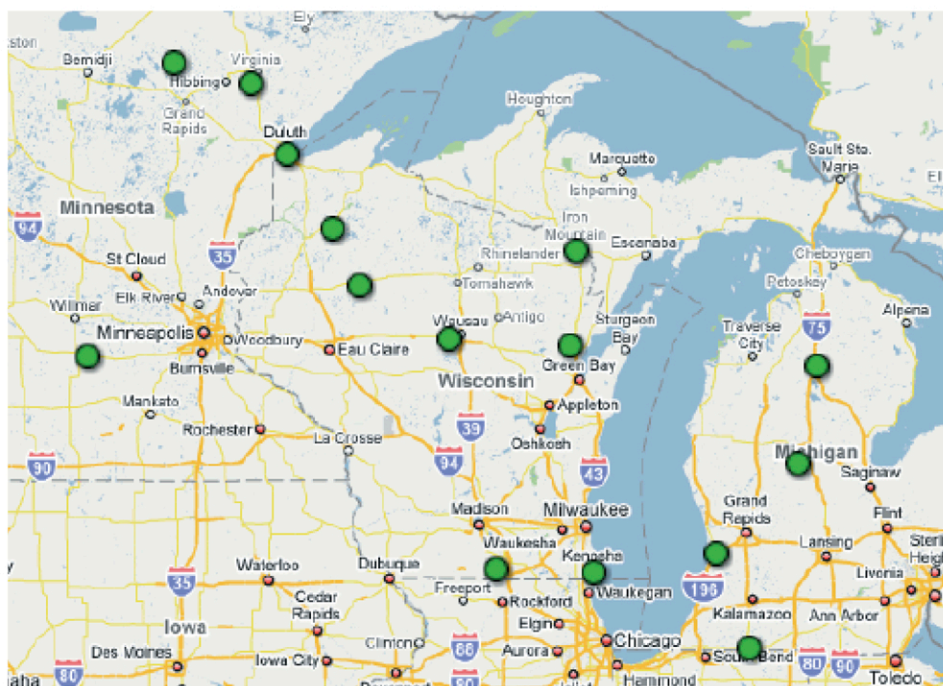 Ely
ston
Bemidji
Virginia
Hibbing
Grand
Rapids
Houghton
Duluth
Marquette
Sault Ste.
Marie
Ishpeming
Minnesota
94
Iron
Mountain
35
Escanaba
St Cloud
Rhinelander
Cheboygan
Elk River
Andover
Tomahawk
Petoskey
Willmar
Antigo
Sturgeon
Bay
Alpena
Minneapolis
Woodbury
Wausau
Traverse
City
75
Eau Claire
Burnsville
Green Bay
Wisconsin
Mankato
Appleton
Rochester
39
La Crosse
Oshkosh
Michigan
90
94
43
Saginaw
Madison
Milwaukee
Grand
Rapids
Flint
Waukesha
Lansing
Sterli
Heigh
Kenosha
Waterloo
Dubuque
Livonia
35
Freeport
Waukegan
196
Cedar
Rapids
Rockford
Kalamazoo
Ann Arbor
Iowa
Elgin
Clinton
88
Chicago
Des Moines
Iowa City
Aurora
South Bend
80
90
Toledo
80
aha
Hammond